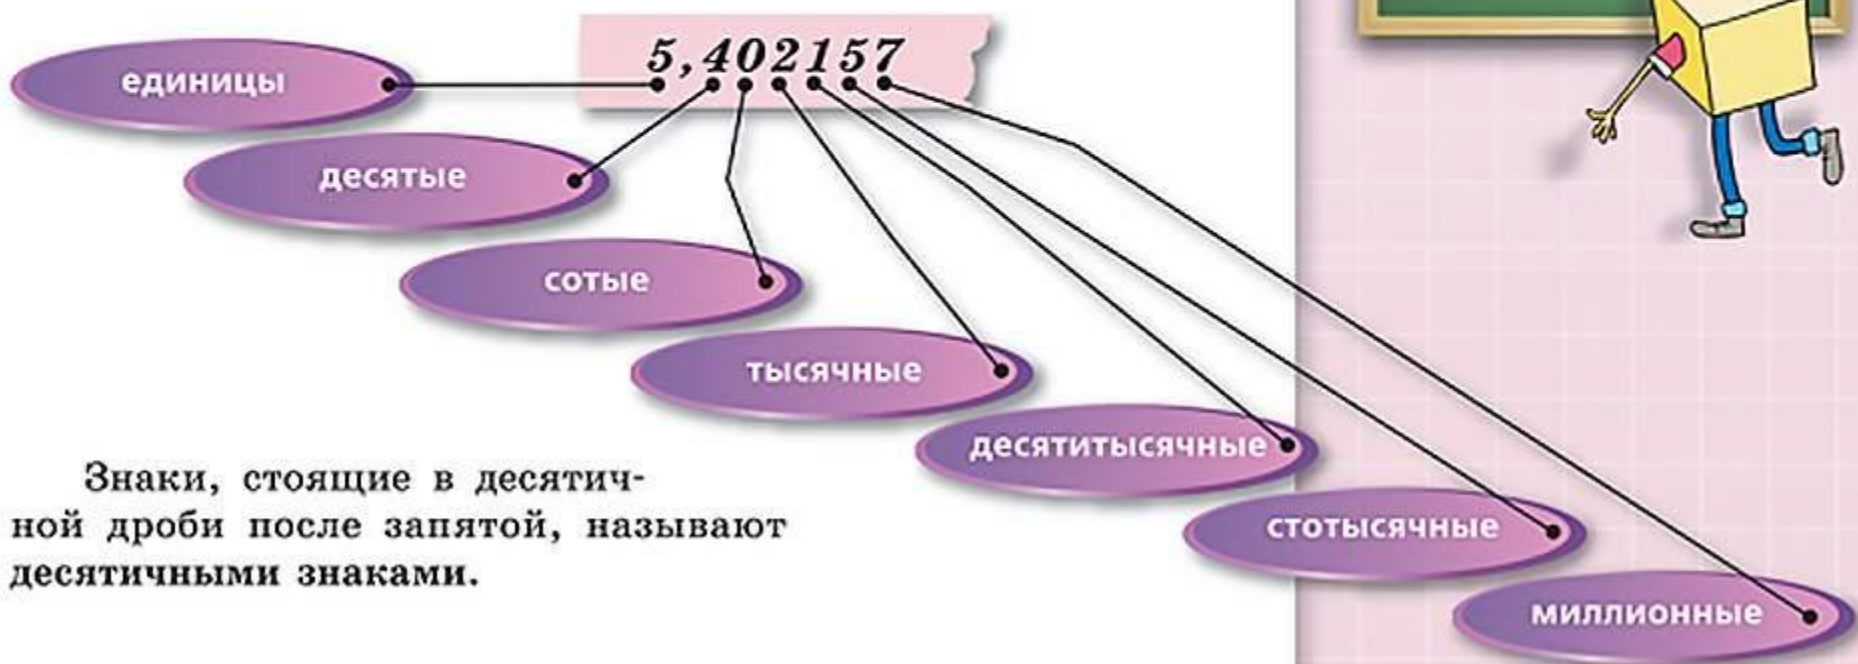 5,402157
единицы
десятые
сотые
тысячные
десятитысячные
стотысячные
миллионные
Знаки, стоящие в десятич-
ной дроби после запятой, называют
десятичными знаками.